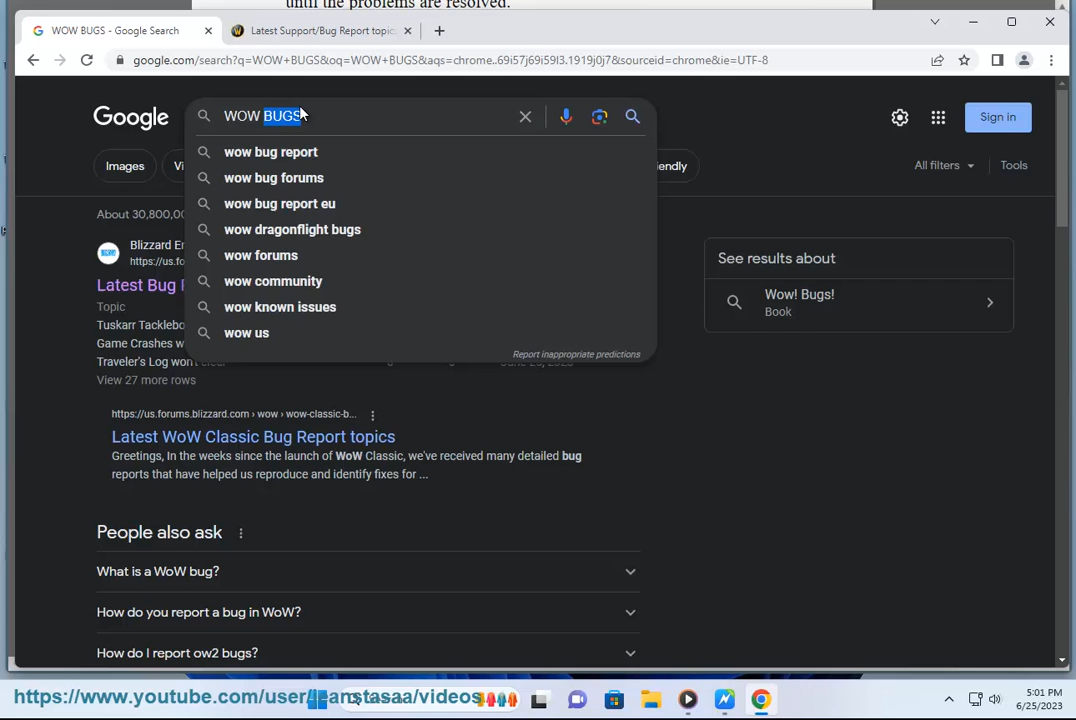 until the problems are resolved.
WOW BUGS - Google Search
Latest Support/Bug Report topics
google.com/search?q=WOW+BUGS&oq=WOW+BUGS&aqs=chrome..69i57j69i59l3.1919j0j7&sourceid=chrome&ie=UTF-8
Google
WOW BUGS
Sign in
wow bug report
wow bug forums
wow bug report eu
wow dragonflight bugs
wow forums
wow community
wow known issues
wow us
Report inappropriate predictions
Images
Vi
endly
All filters
Tools
About 30,800,00
Blizzard En
https://us.fo
Latest Bug R
Topic
Tuskarr Tacklebo
Game Crashes w
Traveler's Log won't clear
View 27 more rows
See results about
Wow! Bugs!
Book
https://us.forums.blizzard.com › wow › wow-classic-b...
Latest WoW Classic Bug Report topics
Greetings, In the weeks since the launch of WoW Classic, we've received many detailed bug
reports that have helped us reproduce and identify fixes for ...
People also ask
What is a WoW bug?
How do you report a bug in WoW?
How do I report ow2 bugs?
https://www.youtube.com/user/jeanstasaa/videos
5:01 PM
6/25/2023